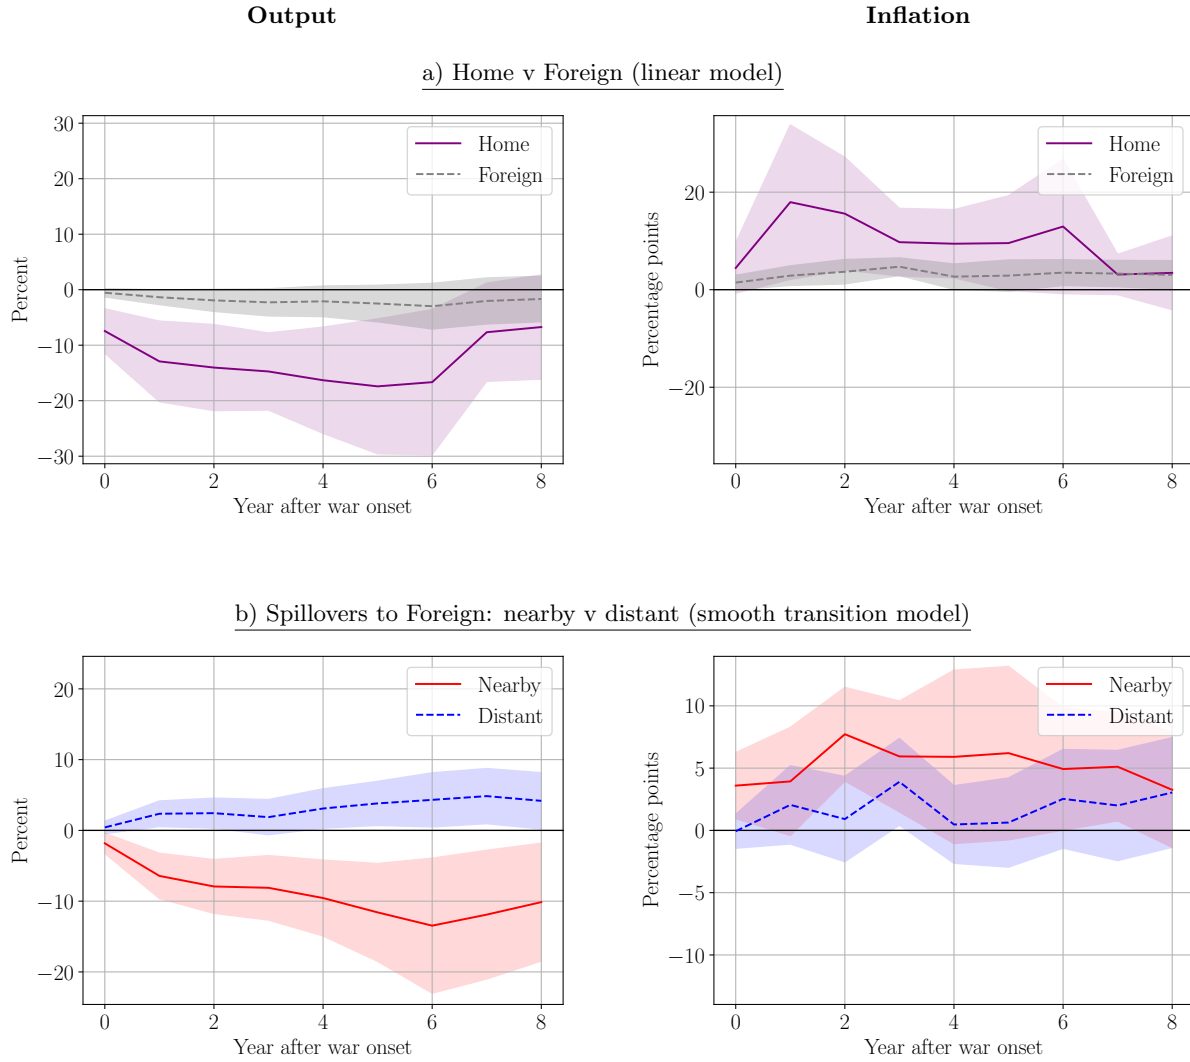 Output
Inflation
a) Home v Foreign (linear model)
30
20
10
0
−10
−20
−30
Percent
Home
Foreign
0 2 4 6 8
Year after war onset
20
0
−20
Percentage points
Home
Foreign
0 2 4 6 8
Year after war onset
b) Spillovers to Foreign: nearby v distant (smooth transition model)
20
10
0
−10
−20
Percent
Nearby
Distant
0 2 4 6 8
Year after war onset
10
5
0
−5
−10
Percentage points
Nearby
Distant
0 2 4 6 8
Year after war onset